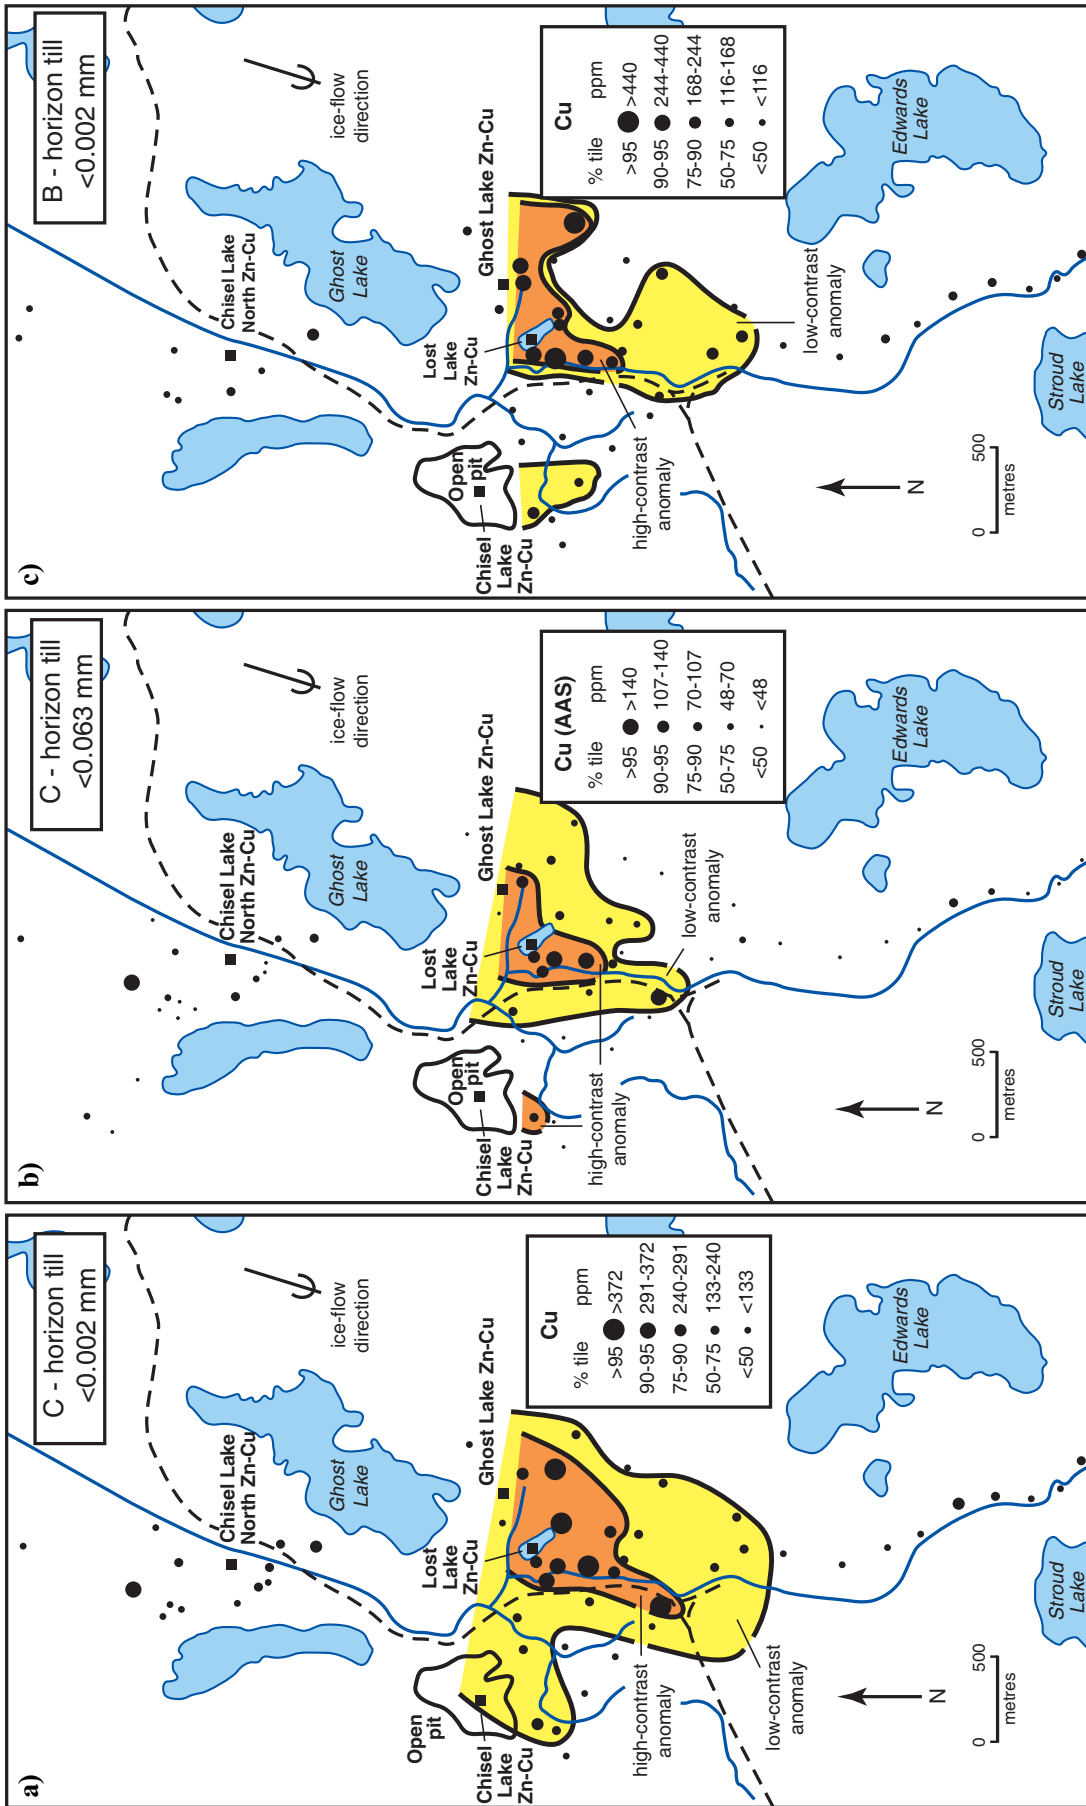 a)
C - horizon till
<0.002 mm
Chisel Lake
North Zn-Cu
Ghost
Lake
ice-flow
direction
Open
pit
Chisel
Lake
Zn-Cu
Lost
Lake
Zn-Cu
Ghost Lake Zn-Cu
high-contrast
anomaly
low-contrast
anomaly
Cu
% tile ppm
>95 >372
90-95 291-372
75-90 240-291
50-75 133-240
<50 <133
Edwards
Lake
Stroud
Lake
N
0 500
metres
b)
C - horizon till
<0.063 mm
Chisel Lake
North Zn-Cu
Ghost
Lake
ice-flow
direction
Open
pit
Chisel
Lake
Zn-Cu
Lost
Lake
Zn-Cu
Ghost Lake Zn-Cu
high-contrast
anomaly
low-contrast
anomaly
Cu (AAS)
% tile ppm
>95 >140
90-95 107-140
75-90 70-107
50-75 48-70
<50 <48
Edwards
Lake
Stroud
Lake
N
0 500
metres
c)
B - horizon till
<0.002 mm
Chisel Lake
North Zn-Cu
Ghost
Lake
ice-flow
direction
Open
pit
Chisel
Lake
Zn-Cu
Lost
Lake
Zn-Cu
Ghost Lake Zn-Cu
high-contrast
anomaly
low-contrast
anomaly
Cu
% tile ppm
>95 >440
90-95 244-440
75-90 168-244
50-75 116-168
<50 <116
Edwards
Lake
Stroud
Lake
N
0 500
metres